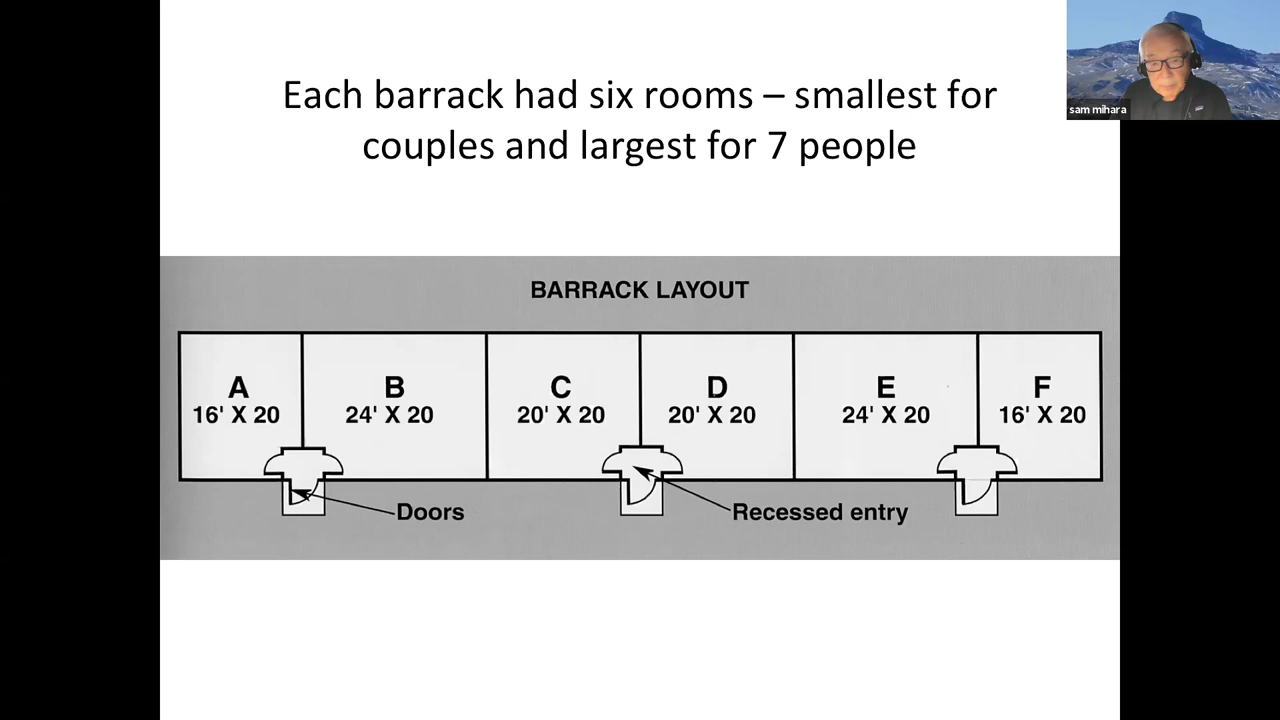 Each barrack had six rooms – smallest for
couples and largest for 7 people
sam mihara
BARRACK LAYOUT
A
16' X 20
B
24' X 20
C
20' X 20
D
20' X 20
E
24' X 20
F
16' X 20
Doors
Recessed entry